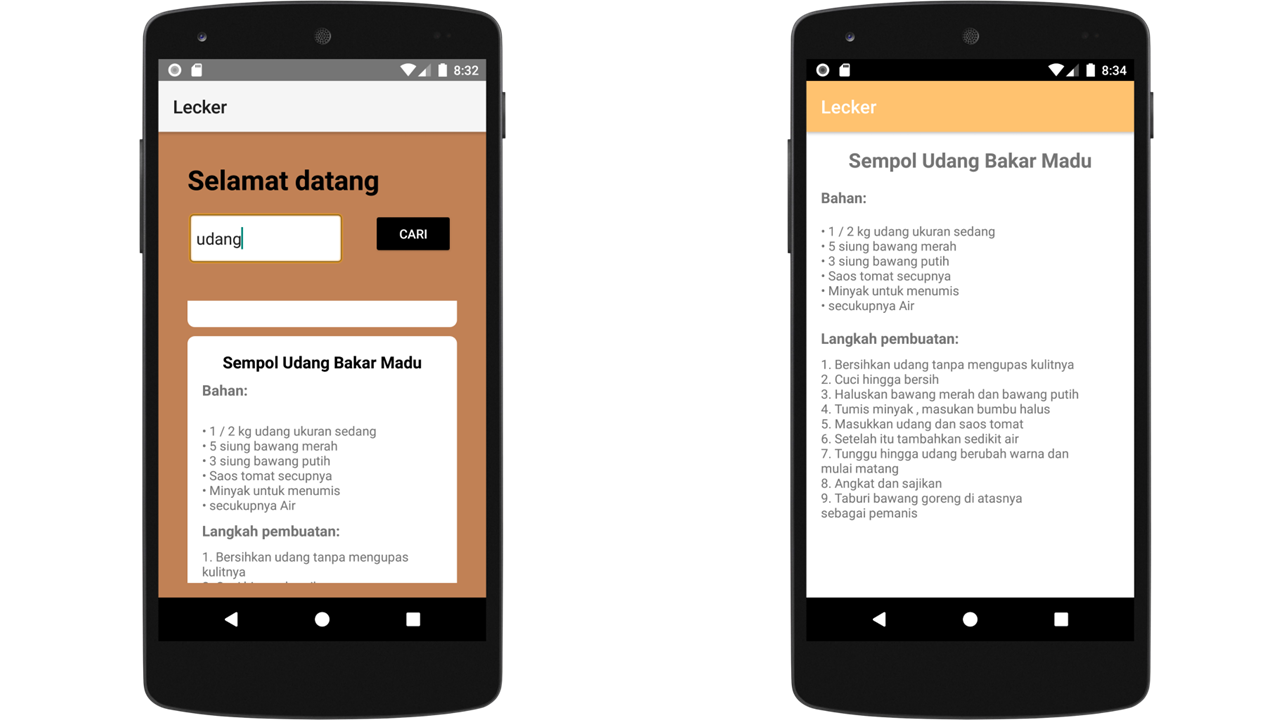 8:32
Lecker
Selamat datang
udang
CARI
Sempol Udang Bakar Madu
Bahan:
• 1 / 2 kg udang ukuran sedang
• 5 siung bawang merah
• 3 siung bawang putih
• Saos tomat secupnya
• Minyak untuk menumis
• secukupnya Air
Langkah pembuatan:
1. Bersihkan udang tanpa mengupas
kulitnya
8:34
Lecker
Sempol Udang Bakar Madu
Bahan:
• 1 / 2 kg udang ukuran sedang
• 5 siung bawang merah
• 3 siung bawang putih
• Saos tomat secupnya
• Minyak untuk menumis
• secukupnya Air
Langkah pembuatan:
1. Bersihkan udang tanpa mengupas kulitnya
2. Cuci hingga bersih
3. Haluskan bawang merah dan bawang putih
4. Tumis minyak , masukan bumbu halus
5. Masukkan udang dan saos tomat
6. Setelah itu tambahkan sedikit air
7. Tunggu hingga udang berubah warna dan
mulai matang
8. Angkat dan sajikan
9. Taburi bawang goreng di atasnya
sebagai pemanis